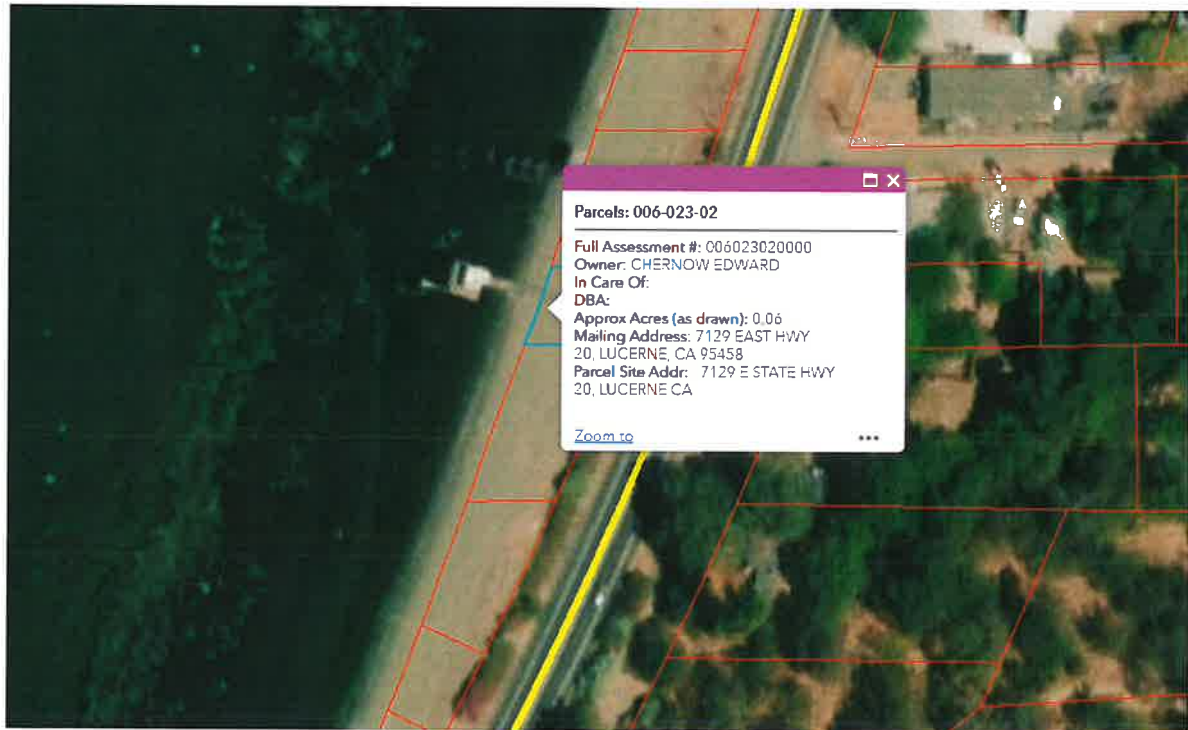 Parcels: 006-023-02
Full Assessment #: 006023020000
Owner: CHERNOW EDWARD
In Care Of:
DBA:
Approx Acres (as drawn): 0.06
Mailing Address: 7129 EAST HWY
20, LUCERNE, CA 95458
Parcel Site Addr: 7129 E STATE HWY
20, LUCERNE CA
Zoom to